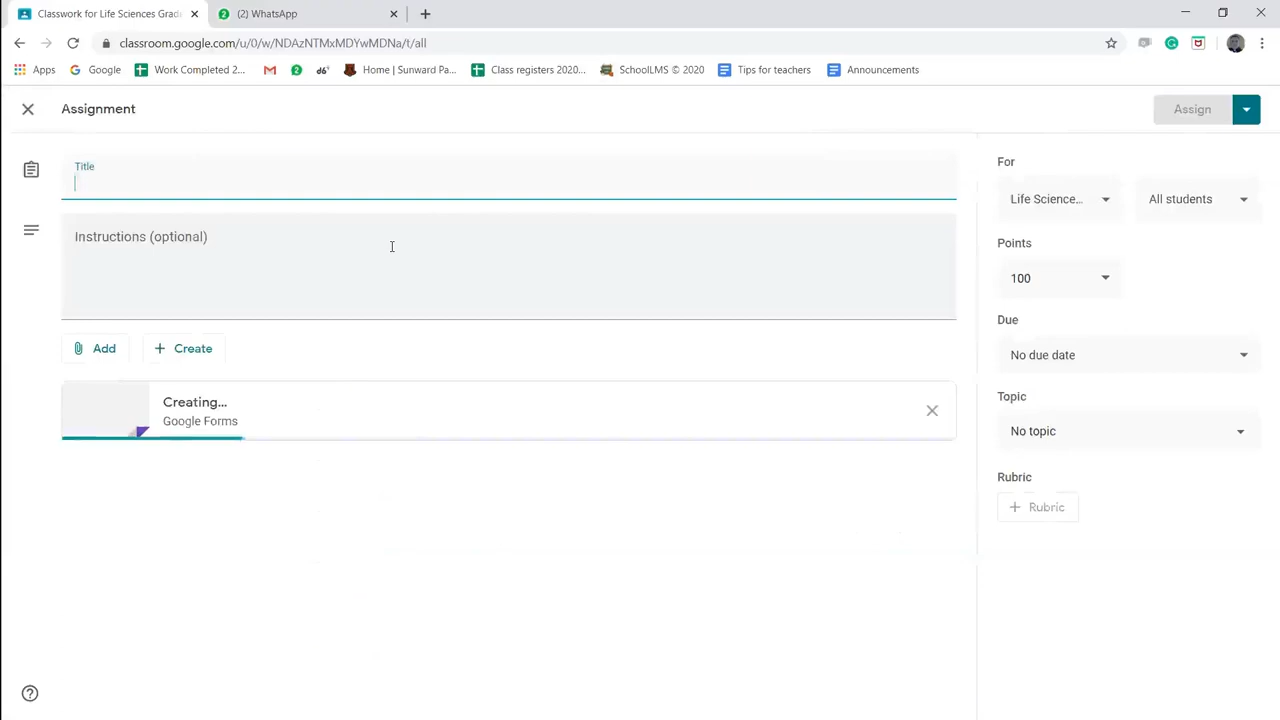 Classwork for Life Sciences Grad
(2) WhatsApp
classroom.google.com/u/0/w/NDAzNTMxMDYwMDNa/t/all
Apps Google Work Completed 2... d6 Home | Sunward Pa... Class registers 2020... SchoolLMS © 2020 Tips for teachers Announcements
Assignment
Assign
Title
Instructions (optional)
Add
Create
Creating...
Google Forms
For
Life Science...
All students
Points
100
Due
No due date
Topic
No topic
Rubric
Rubric